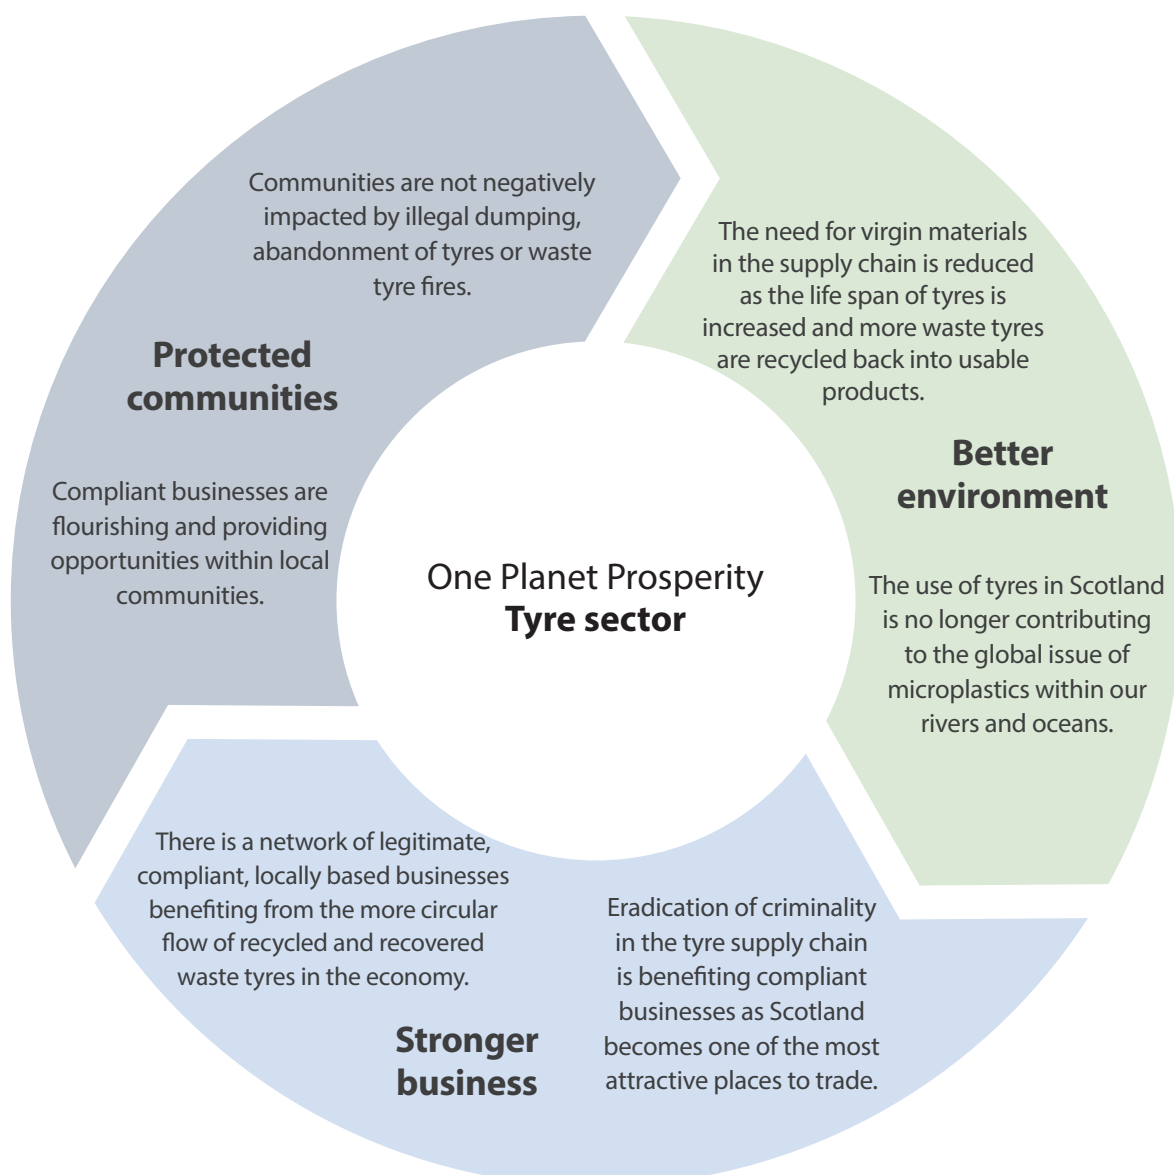 Communities are not negatively
impacted by illegal dumping,
abandonment of tyres or waste
tyre fires.
Protected
communities
Compliant businesses are
flourishing and providing
opportunities within local
communities.
The need for virgin materials
in the supply chain is reduced
as the life span of tyres is
increased and more waste tyres
are recycled back into usable
products.
Better
environment
The use of tyres in Scotland
is no longer contributing
to the global issue of
microplastics within our
rivers and oceans.
One Planet Prosperity
Tyre sector
There is a network of legitimate,
compliant, locally based businesses
benefiting from the more circular
flow of recycled and recovered
waste tyres in the economy.
Stronger
business
Eradication of criminality
in the tyre supply chain
is benefiting compliant
businesses as Scotland
becomes one of the most
attractive places to trade.